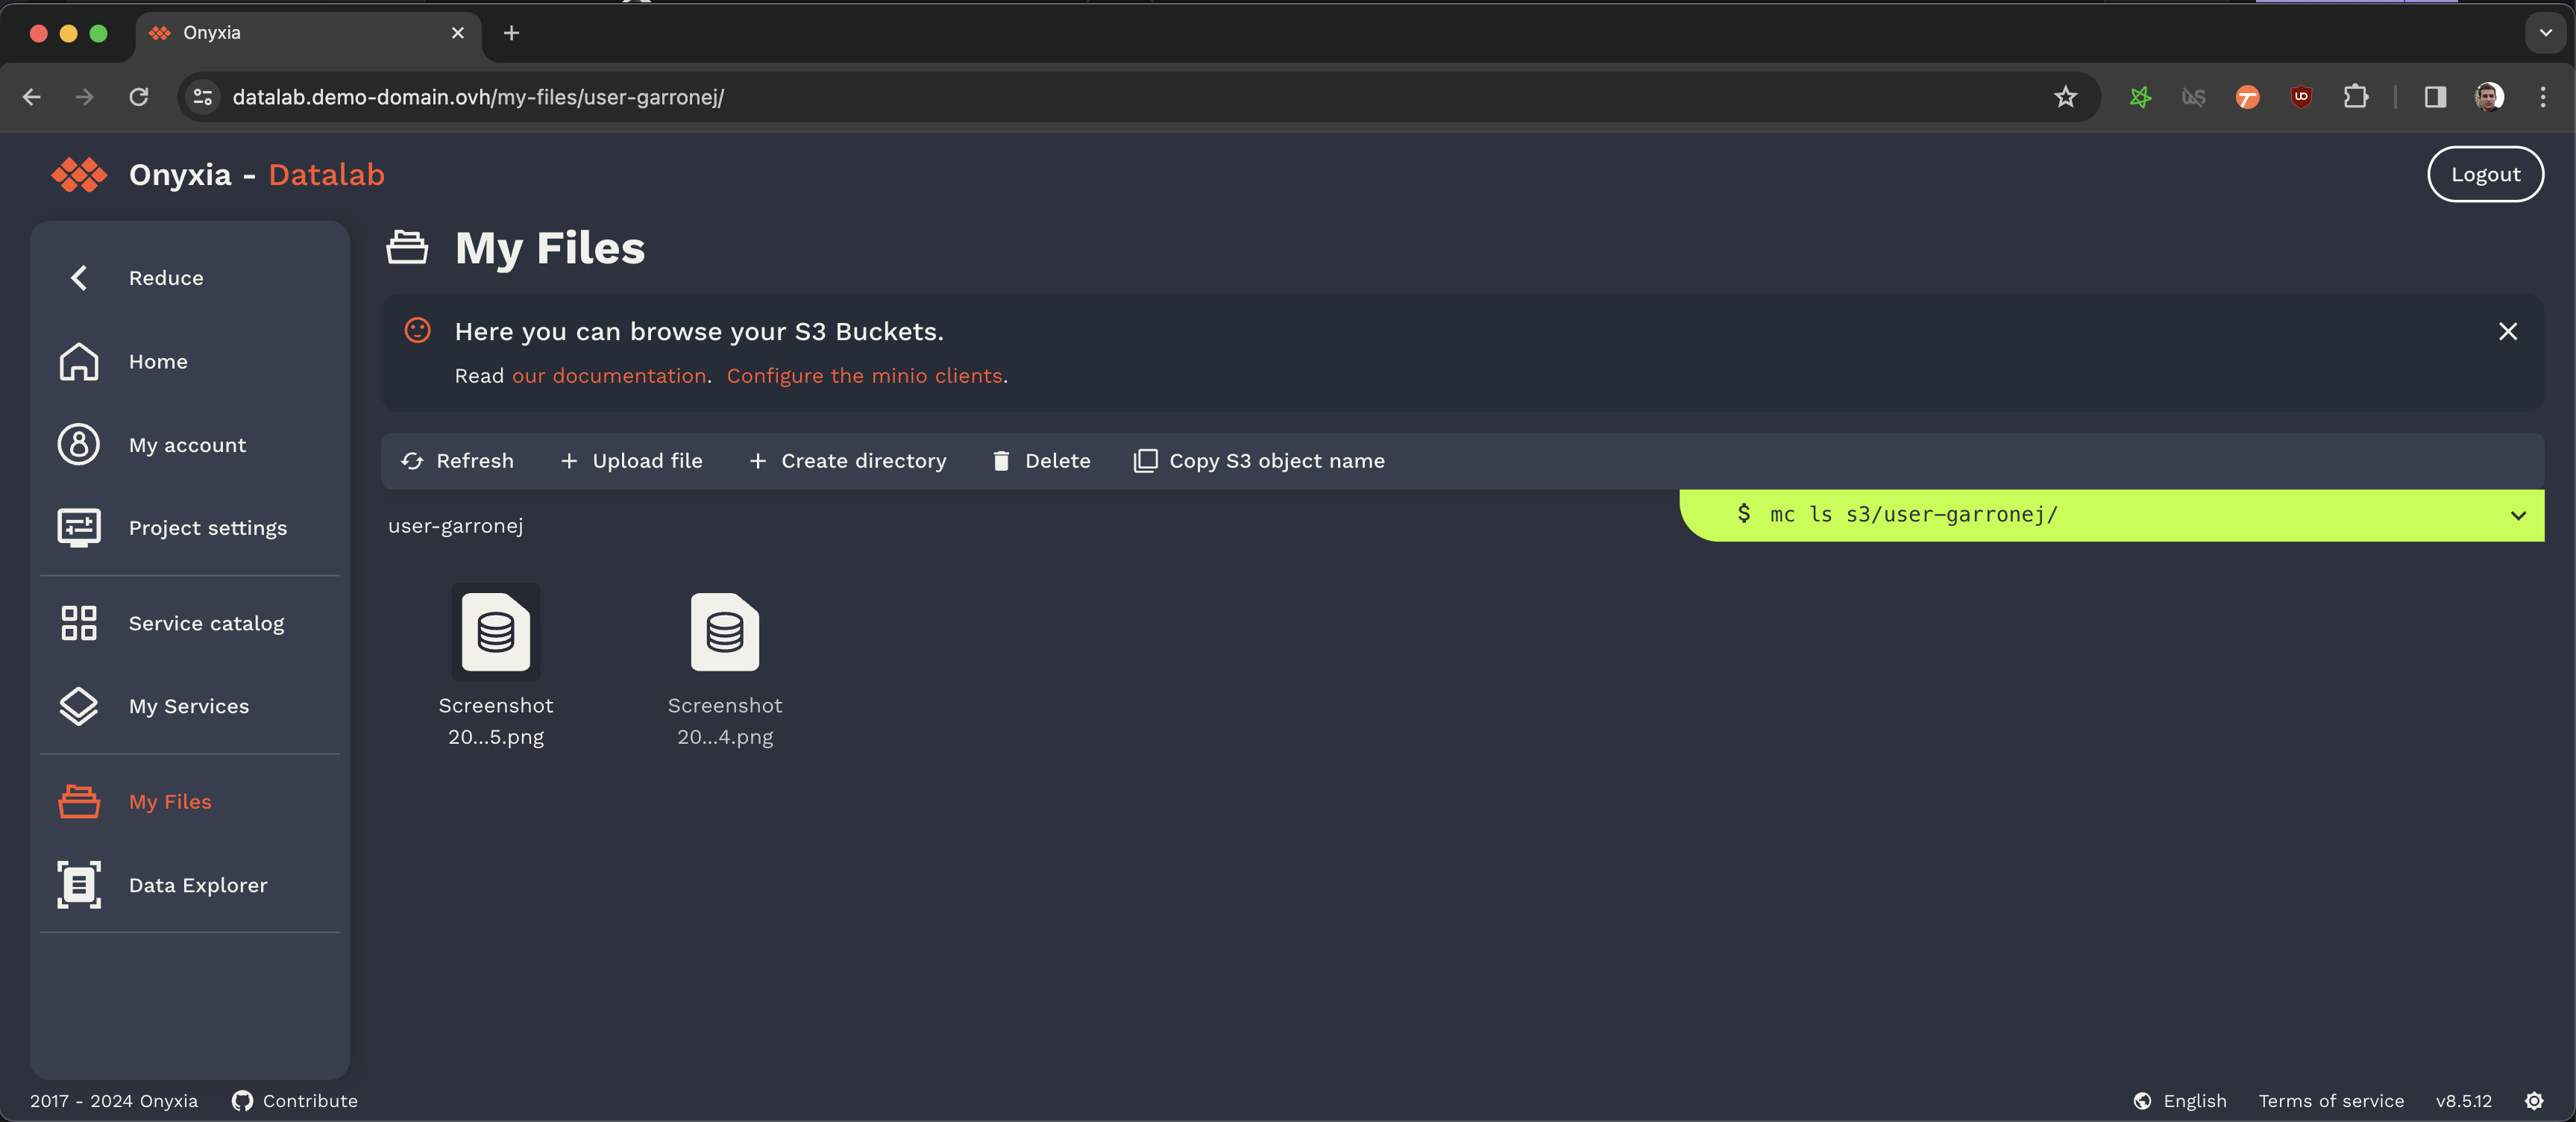 Onyxia
datalab.demo-domain.ovh/my-files/user-garronej/
Onyxia - Datalab
Logout
Reduce
Home
My account
Project settings
Service catalog
My Services
My Files
Data Explorer
My Files
Here you can browse your S3 Buckets.
Read our documentation. Configure the minio clients.
Refresh
Upload file
Create directory
Delete
Copy S3 object name
user-garronej
$ mc ls s3/user-garronej/
Screenshot
20...5.png
Screenshot
20...4.png
2017 - 2024 Onyxia
Contribute
English
Terms of service
v8.5.12